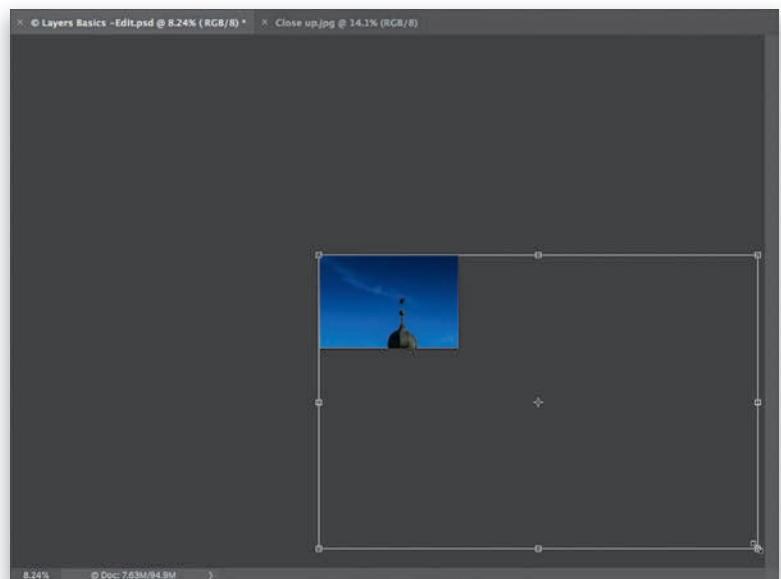 × © Layers Basics -Edit.psd @ 8.24% (RGB/8) * × Close up.jpg @ 14.1% (RGB/8)
8.24% © Doc: 7.63M/94.9M >